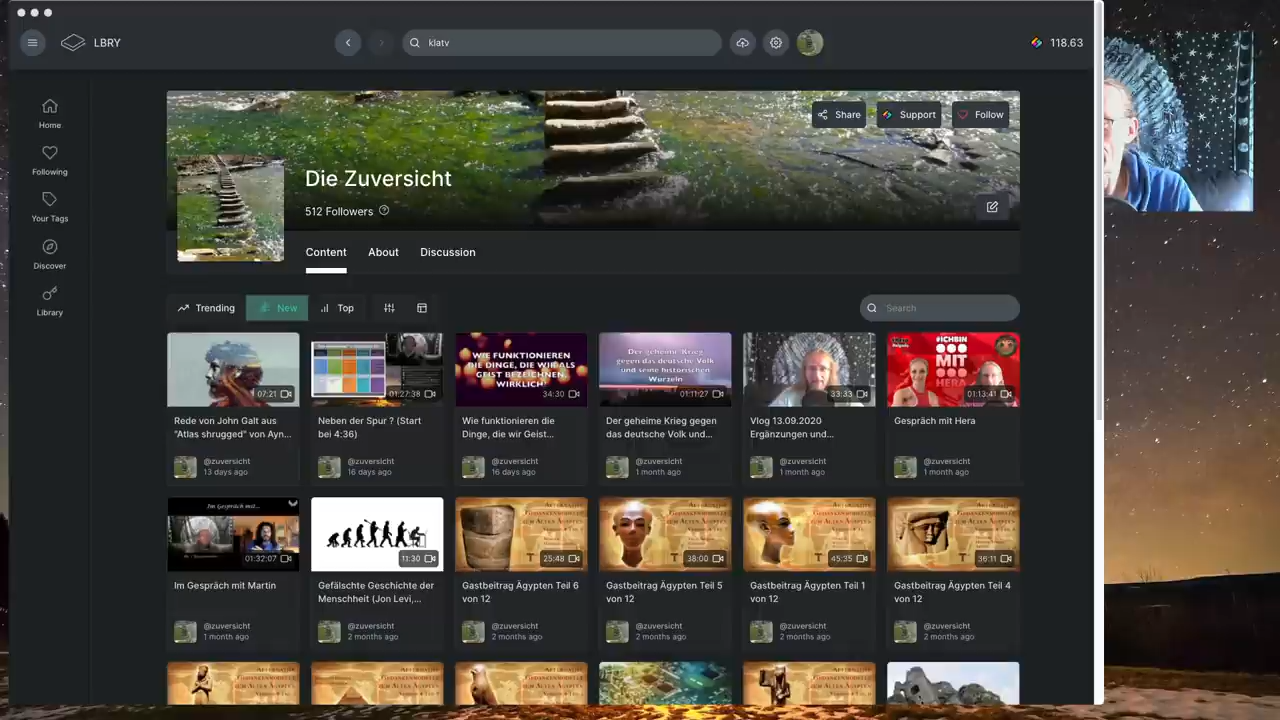 LBRY
klatv
118.63
Home
Following
Your Tags
Discover
Library
Share
Support
Follow
Die Zuversicht
512 Followers
Content
About
Discussion
Trending
New
Top
Search
07:21
01:27:38
WIE FUNKTIONIEREN
DIE DINGE, DIE WIR ALS
GEIST BEZEICHNEN,
WIRKLICH?
34:30
Der geheime Krieg
gegen das deutsche Volk
und seine historischen
Wurzeln
01:11:27
33:33
#ICHBIN
MIT
HERA
01:13:41
Rede von John Galt aus
"Atlas shrugged" von Ayn...
@zuversicht
13 days ago
Neben der Spur ? (Start
bei 4:36)
@zuversicht
16 days ago
Wie funktionieren die
Dinge, die wir Geist...
@zuversicht
16 days ago
Der geheime Krieg gegen
das deutsche Volk und...
@zuversicht
1 month ago
Vlog 13.09.2020
Ergänzungen und...
@zuversicht
1 month ago
Gespräch mit Hera
@zuversicht
1 month ago
Im Gespräch mit...
01:32:07
11:30
25:48
38:00
45:35
36:11
Im Gespräch mit Martin
@zuversicht
1 month ago
Gefälschte Geschichte der
Menschheit (Jon Levi,...
@zuversicht
2 months ago
Gastbeitrag Ägypten Teil 6
von 12
@zuversicht
2 months ago
Gastbeitrag Ägypten Teil 5
von 12
@zuversicht
2 months ago
Gastbeitrag Ägypten Teil 1
von 12
@zuversicht
2 months ago
Gastbeitrag Ägypten Teil 4
von 12
@zuversicht
2 months ago